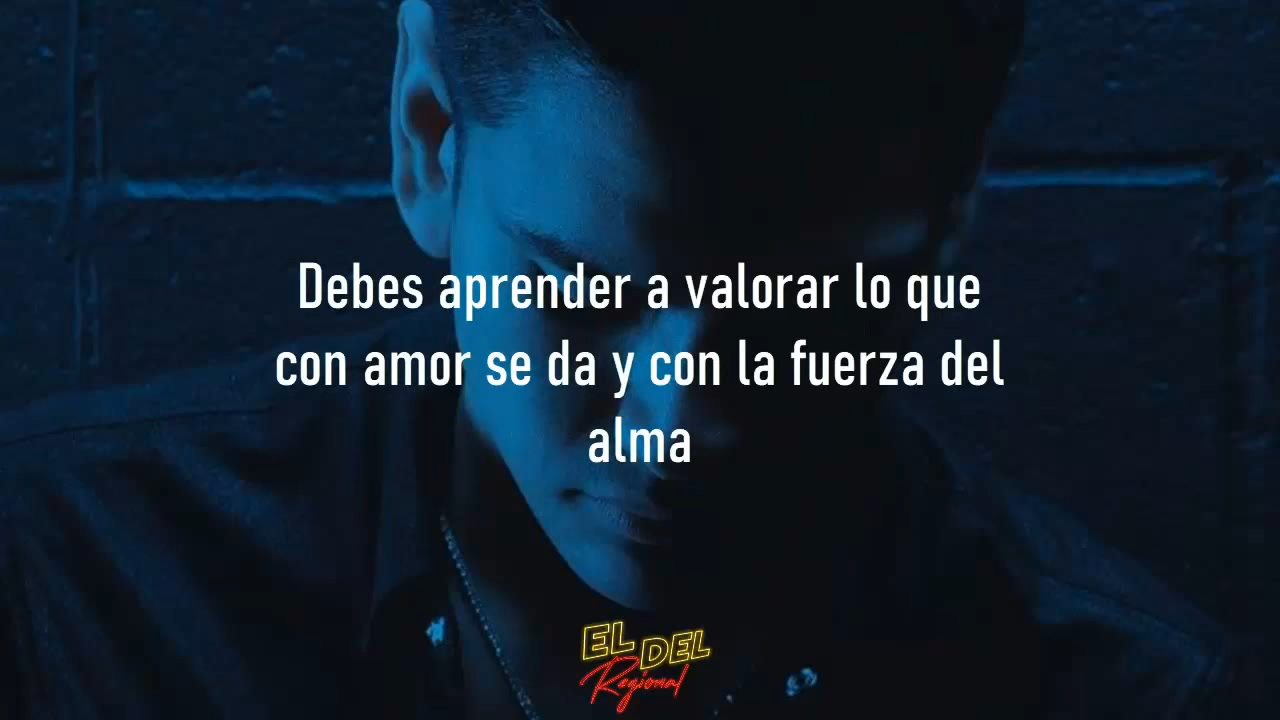 Debes aprender a valorar lo que
con amor se da y con la fuerza del
alma
EL DEL
Regional